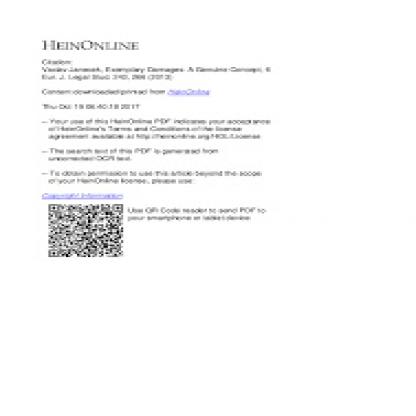 HEINONLINE
Citation:
Vaclav Janecek, Exemplary Damages: A Genuine Concept, 6
Eur. J. Legal Stud. 240, 266 (2013)
Content downloaded/printed from HeinOnline
Thu Oct 19 06:40:18 2017
-- Your use of this HeinOnline PDF indicates your acceptance
of HeinOnline's Terms and Conditions of the license
agreement available at http://heinonline.org/HOL/License
-- The search text of this PDF is generated from
uncorrected OCR text.
-- To obtain permission to use this article beyond the scope
of your HeinOnline license, please use:
Copyright Information
Use QR Code reader to send PDF to
your smartphone or tablet device